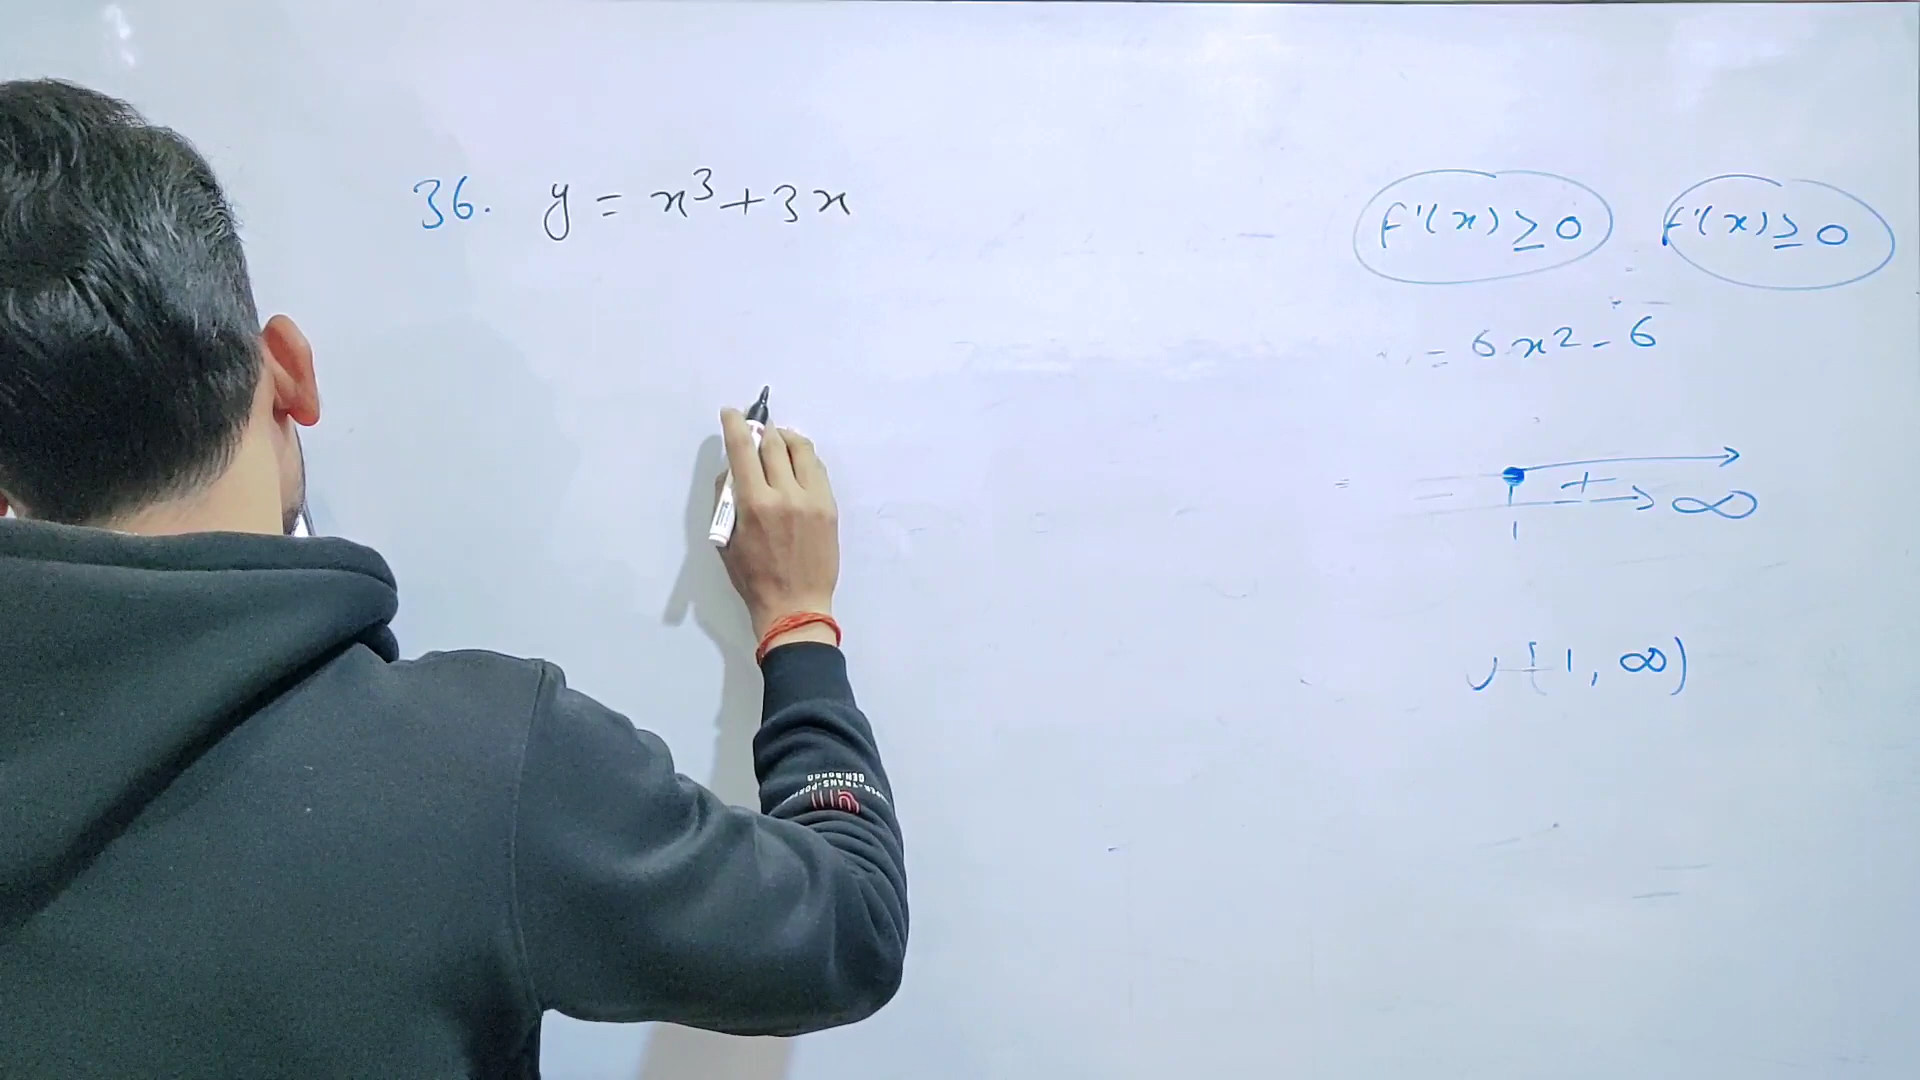 36. y = x³+3x
f'(x) ≥ 0 f'(x) ≥ 0
= 6x2 - 6
+
∞
1
∪ [1, ∞)